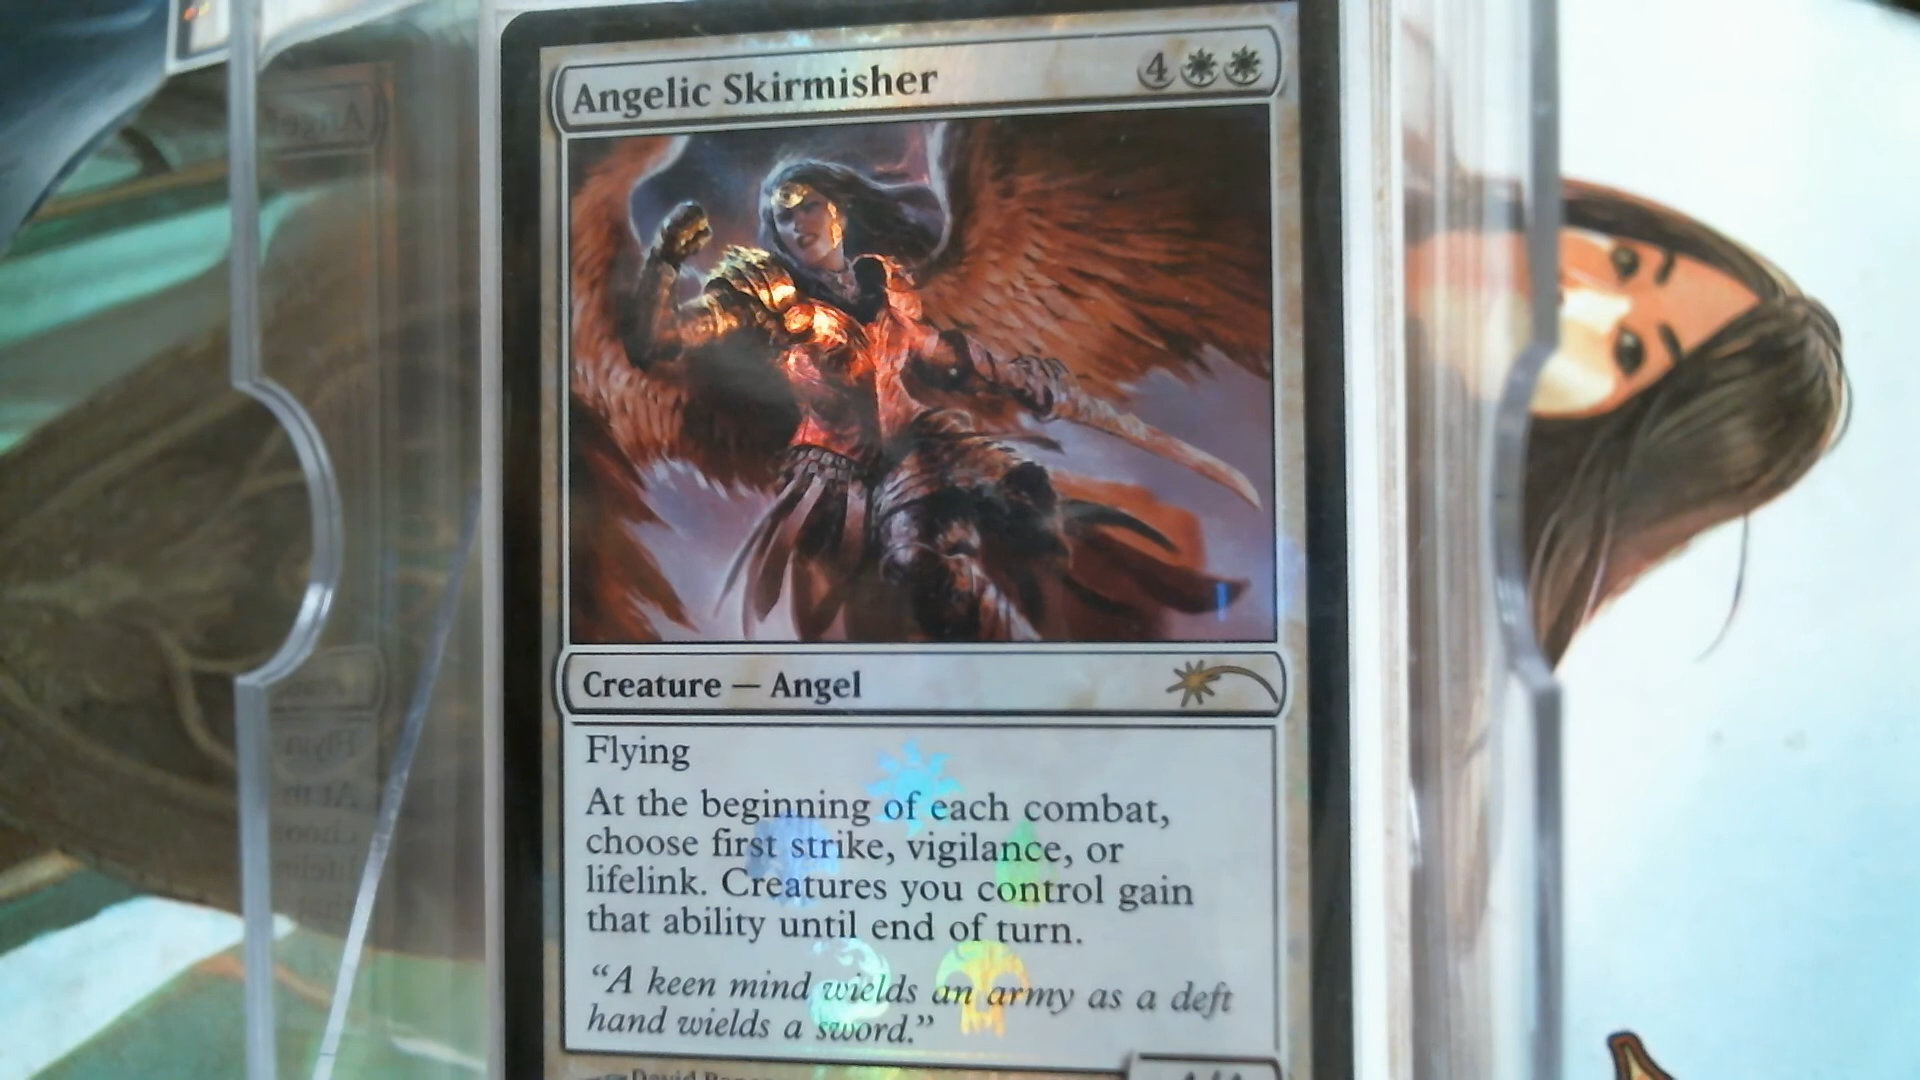 Angelic Skirmisher 4
Creature — Angel
Flying
At the beginning of each combat,
choose first strike, vigilance, or
lifelink. Creatures you control gain
that ability until end of turn.
“A keen mind wields an army as a deft
hand wields a sword.”
David